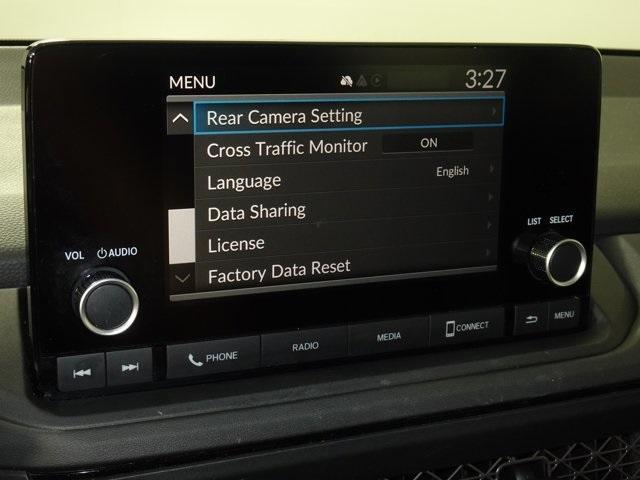 MENU 3:27
Rear Camera Setting
Cross Traffic Monitor ON
Language English
Data Sharing
License
Factory Data Reset
VOL AUDIO
LIST SELECT
PHONE RADIO MEDIA CONNECT MENU